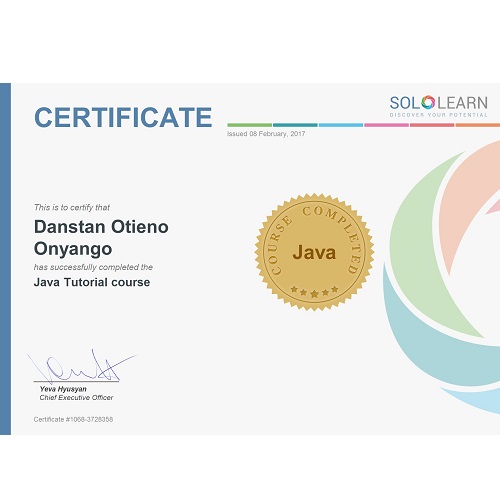 SOLOLEARN
DISCOVER YOUR POTENTIAL
CERTIFICATE
Issued 08 February, 2017
This is to certify that
Danstan Otieno
Onyango
has successfully completed the
Java Tutorial course
COURSE COMPLETED
Java
Yeva Hyusyan
Chief Executive Officer
Certificate #1068-3728358